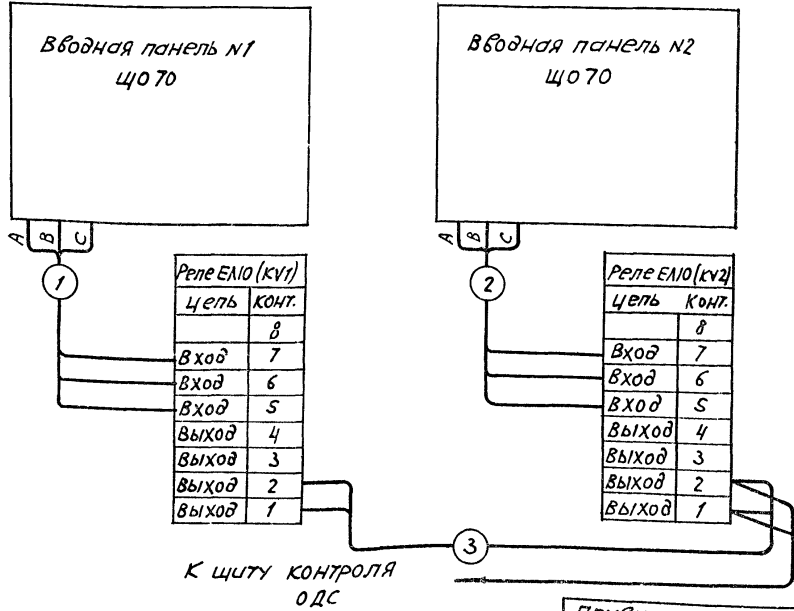 Вводная панель N1
ЩО70
Вводная панель N2
ЩО70
А В С
А В С
1
2
Реле ЕЛ10 (KV1)
Цепь Конт.
8
Вход 7
Вход 6
Вход 5
Выход 4
Выход 3
Выход 2
Выход 1
Реле ЕЛ10 (KV2)
Цепь Конт.
8
Вход 7
Вход 6
Вход 5
Выход 4
Выход 3
Выход 2
Выход 1
3
К щиту контроля
ОДС